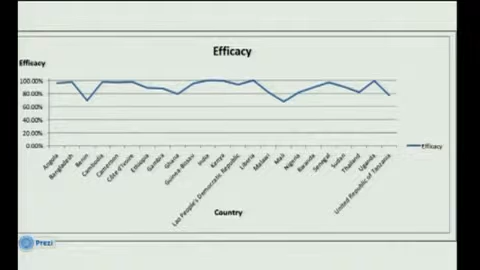 Efficacy
Efficacy
100.00%
80.00%
60.00%
40.00%
20.00%
0.00%
Angola
Bangladesh
Benin
Cambodia
Cameroon
Côte d'Ivoire
Ethiopia
Gambia
Ghana
Guinea-Bissau
India
Kenya
Lao People's Democratic Republic
Liberia
Malawi
Mali
Nigeria
Rwanda
Senegal
Sudan
Thailand
Uganda
United Republic of Tanzania
Efficacy
Country
Prezi